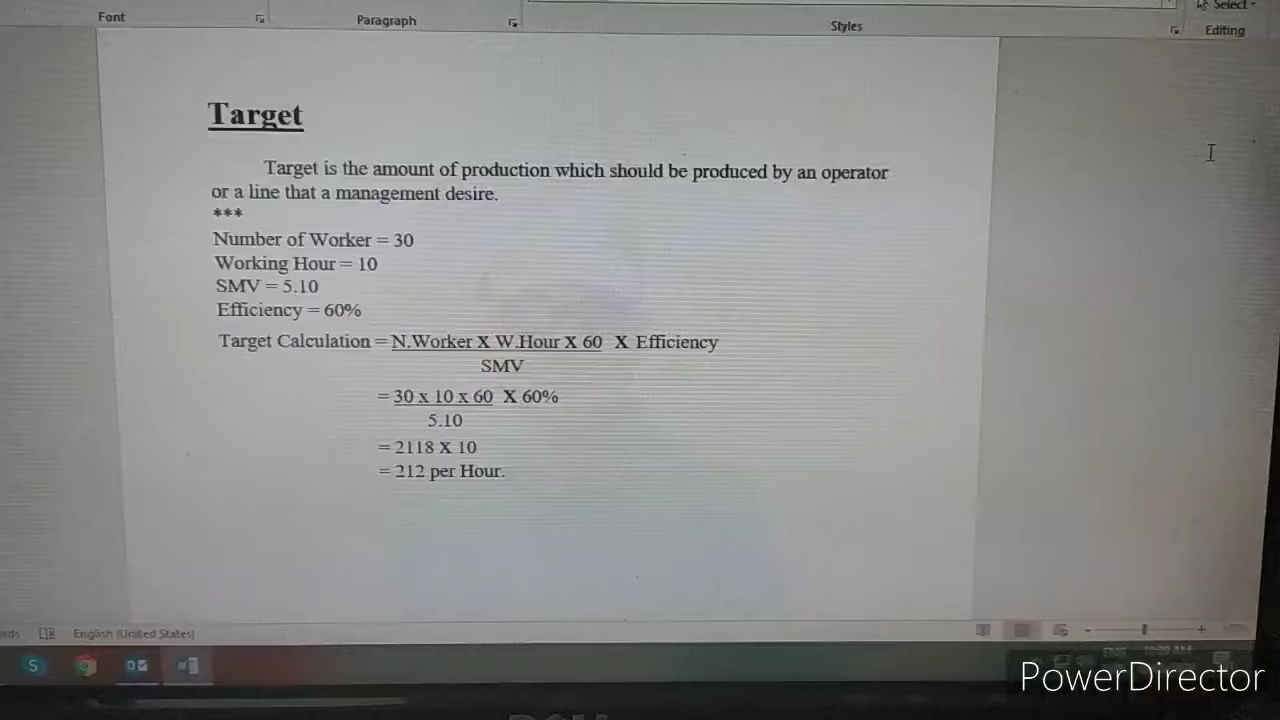 Font
Paragraph
Styles
Select
Editing
Target
Target is the amount of production which should be produced by an operator
or a line that a management desire.
***
Number of Worker = 30
Working Hour = 10
SMV = 5.10
Efficiency = 60%
Target Calculation = N.Worker X W.Hour X 60 X Efficiency
SMV
= 30 x 10 x 60 X 60%
5.10
= 2118 X 10
= 212 per Hour.
English (United States)
PowerDirector